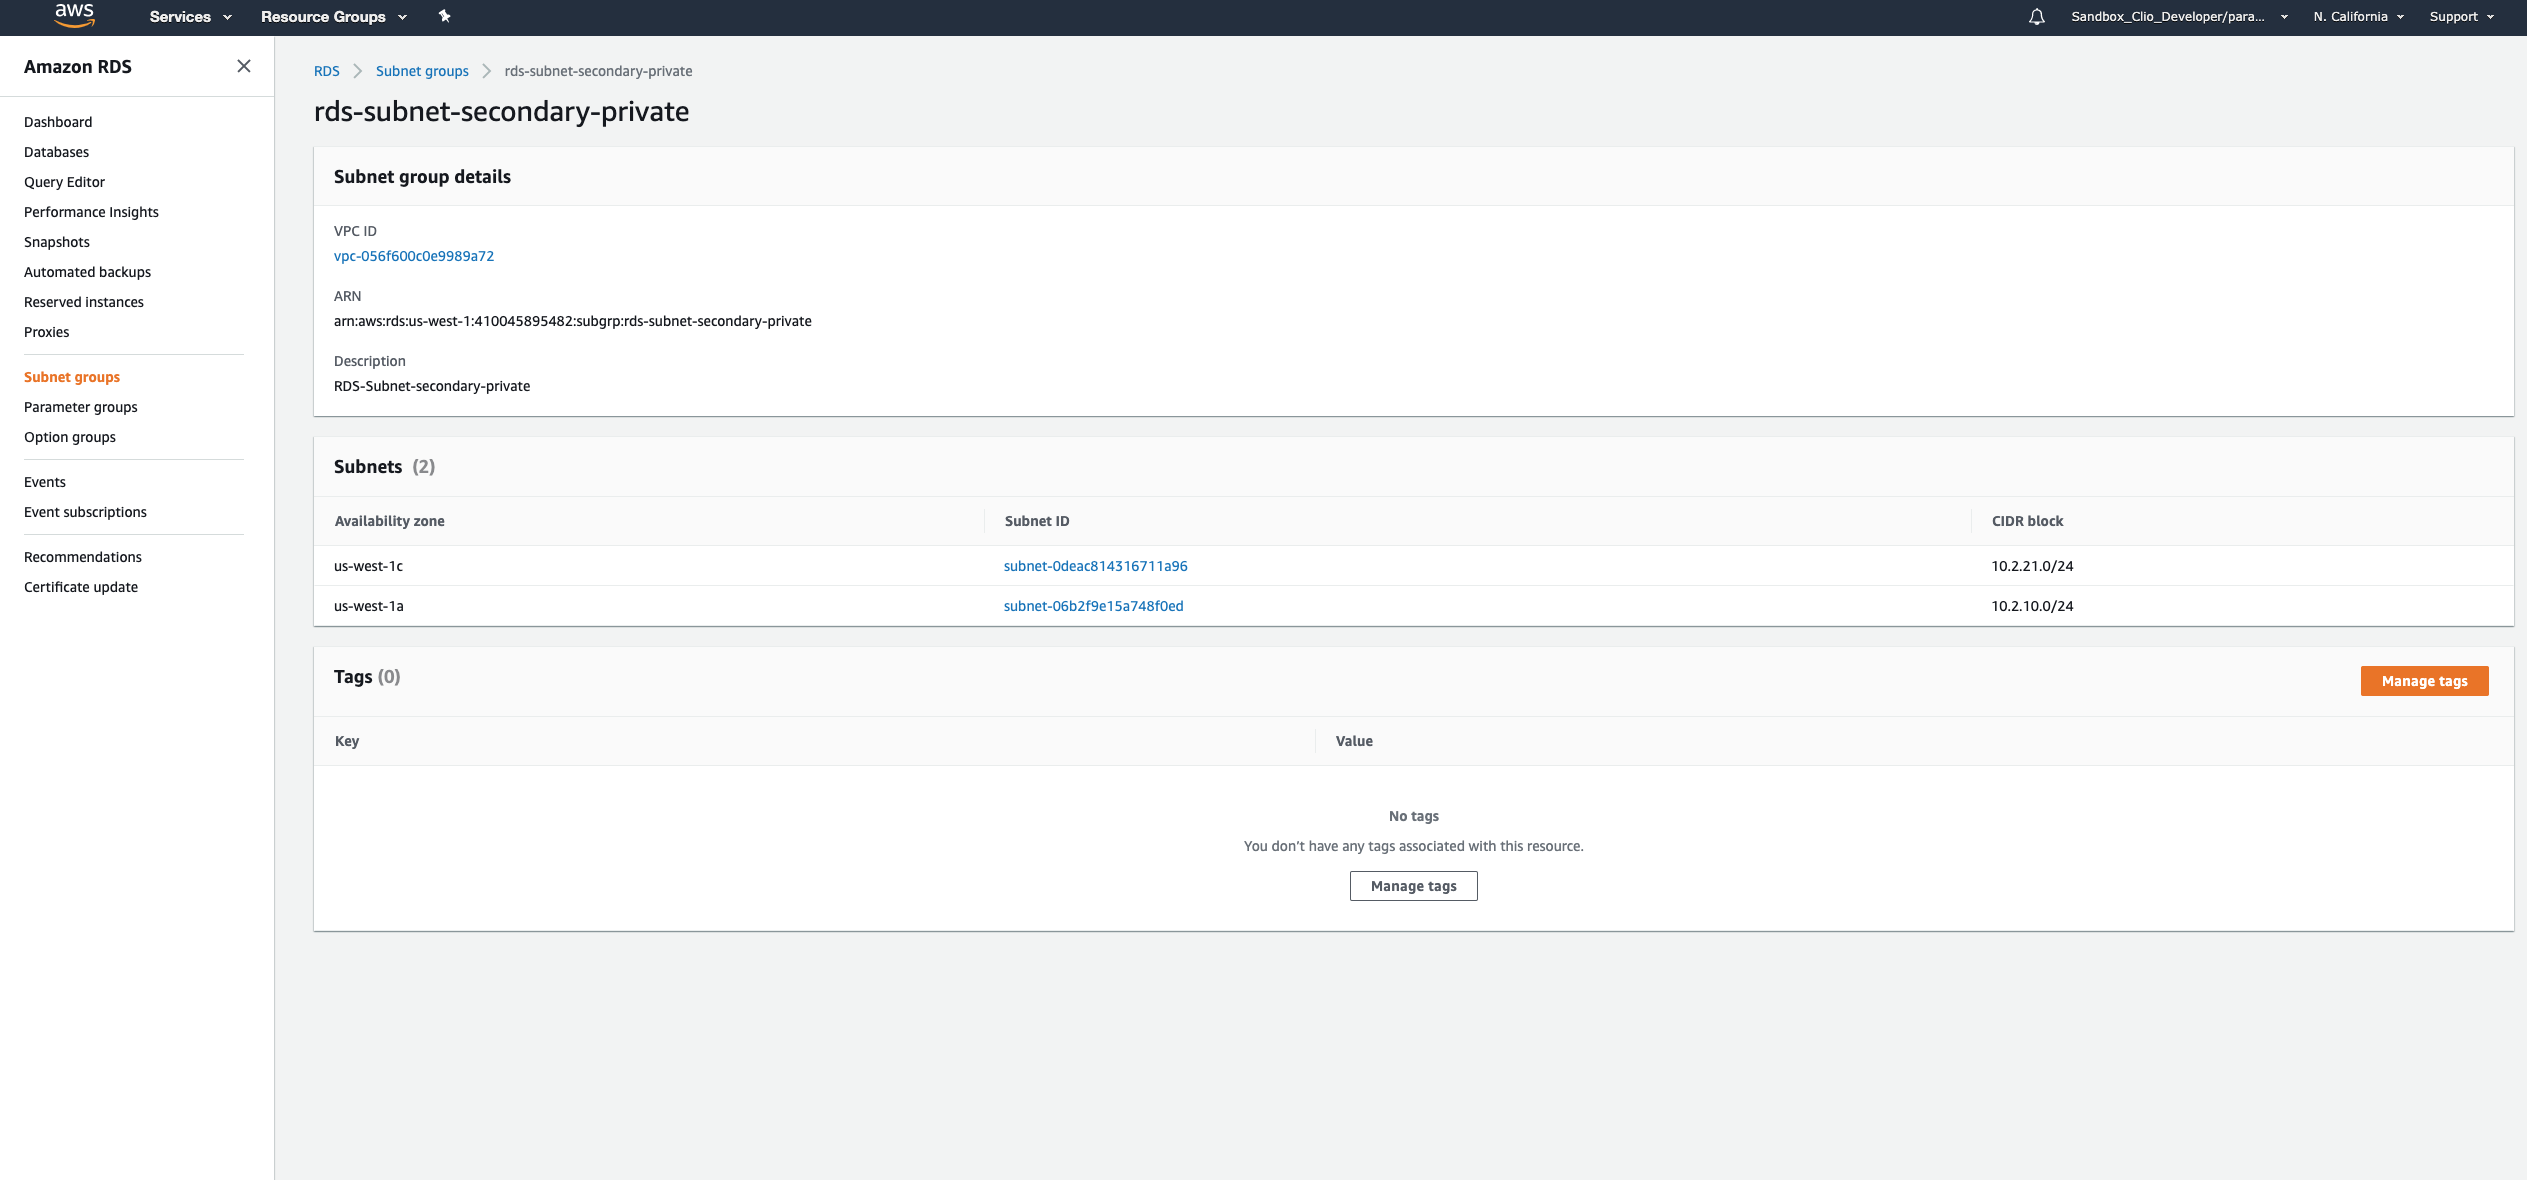 aws
Services
Resource Groups
Sandbox_Clio_Developer/para...
N. California
Support
Amazon RDS
Dashboard
Databases
Query Editor
Performance Insights
Snapshots
Automated backups
Reserved instances
Proxies
Subnet groups
Parameter groups
Option groups
Events
Event subscriptions
Recommendations
Certificate update
RDS
Subnet groups
rds-subnet-secondary-private
rds-subnet-secondary-private
Subnet group details
VPC ID
vpc-056f600c0e9989a72
ARN
arn:aws:rds:us-west-1:410045895482:subgrp:rds-subnet-secondary-private
Description
RDS-Subnet-secondary-private
Subnets (2)
Availability zone
Subnet ID
CIDR block
us-west-1c
subnet-0deac814316711a96
10.2.21.0/24
us-west-1a
subnet-06b2f9e15a748f0ed
10.2.10.0/24
Tags (0)
Manage tags
Key
Value
No tags
You don't have any tags associated with this resource.
Manage tags